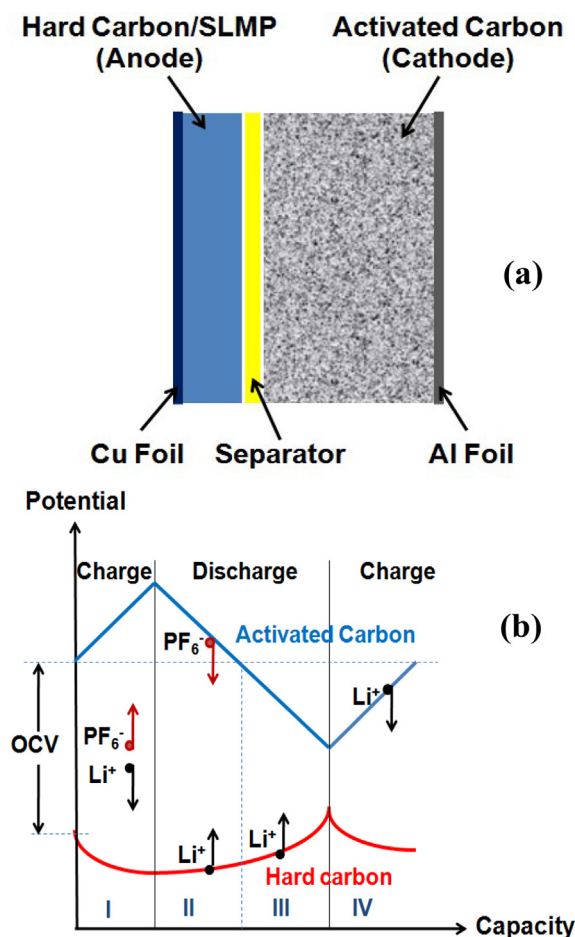 Hard Carbon/SLMP Activated Carbon
(Anode) (Cathode)
(a)
Cu Foil Separator Al Foil
Potential
Charge Discharge Charge
(b)
PF6- Activated Carbon
Li+
OCV
PF6-
Li+
Li+ Li+
Hard carbon
I II III IV
Capacity